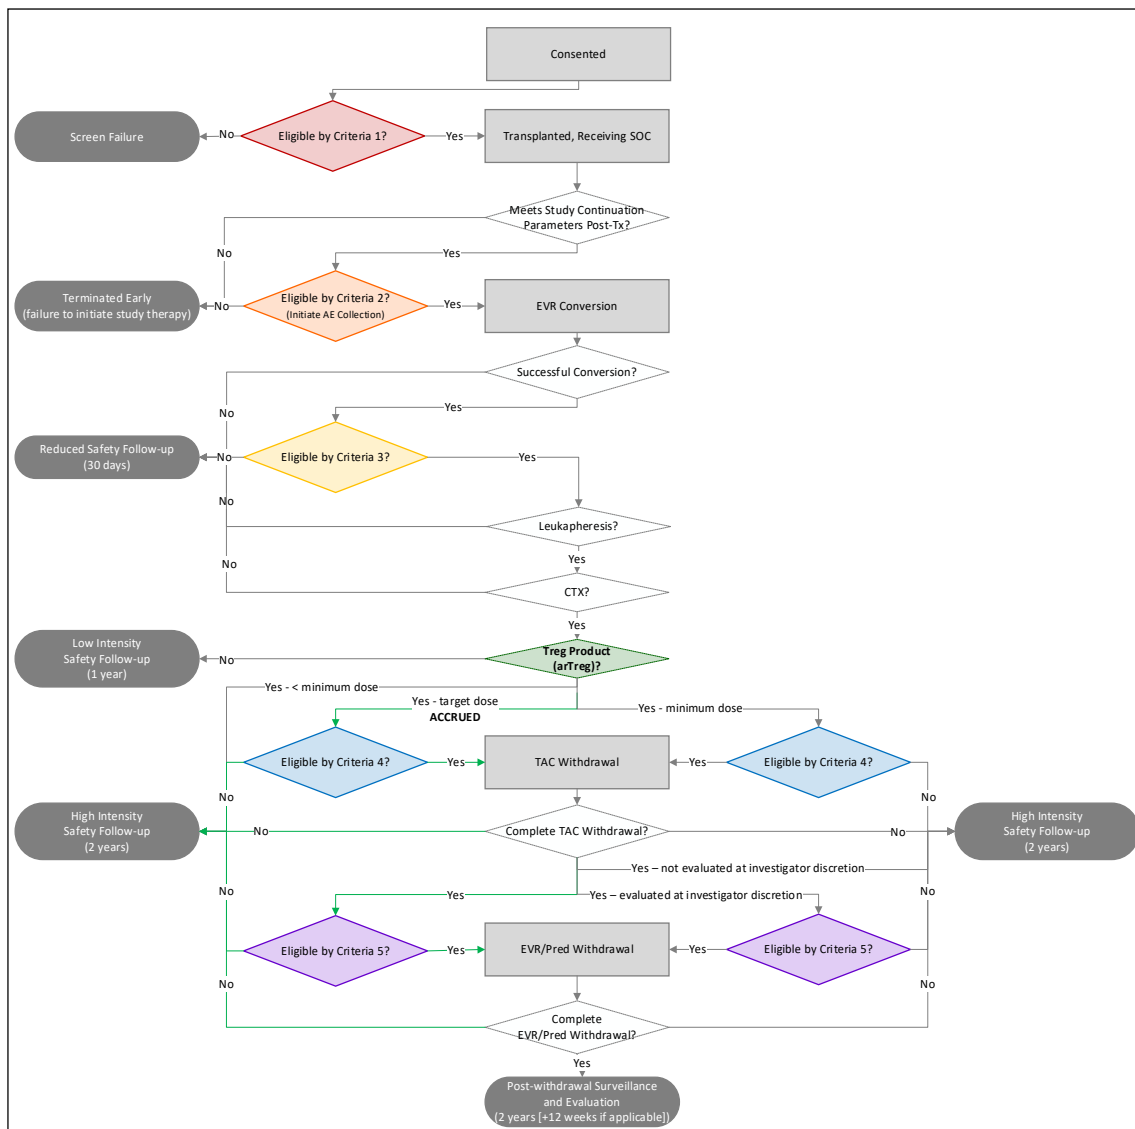 Consented
Screen Failure
No
Eligible by Criteria 1?
Yes
Transplanted, Receiving SOC
Meets Study Continuation
Parameters Post-Tx?
No
Yes
Terminated Early
(failure to initiate study therapy)
No
Eligible by Criteria 2?
(Initiate AE Collection)
Yes
EVR Conversion
Successful Conversion?
No
Yes
Reduced Safety Follow-up
(30 days)
No
Eligible by Criteria 3?
Yes
No
Leukapheresis?
Yes
No
CTX?
Yes
Low Intensity
Safety Follow-up
(1 year)
No
Treg Product
(arTreg)?
Yes - < minimum dose
Yes - target dose
ACCRUED
Yes - minimum dose
Eligible by Criteria 4?
Yes
TAC Withdrawal
Yes
Eligible by Criteria 4?
No
No
High Intensity
Safety Follow-up
(2 years)
No
Complete TAC Withdrawal?
No
High Intensity
Safety Follow-up
(2 years)
Yes – not evaluated at investigator discretion
No
Yes
Yes – evaluated at investigator discretion
No
Eligible by Criteria 5?
Yes
EVR/Pred Withdrawal
Yes
Eligible by Criteria 5?
No
No
Complete
EVR/Pred Withdrawal?
Yes
Post-withdrawal Surveillance
and Evaluation
(2 years [+12 weeks if applicable])